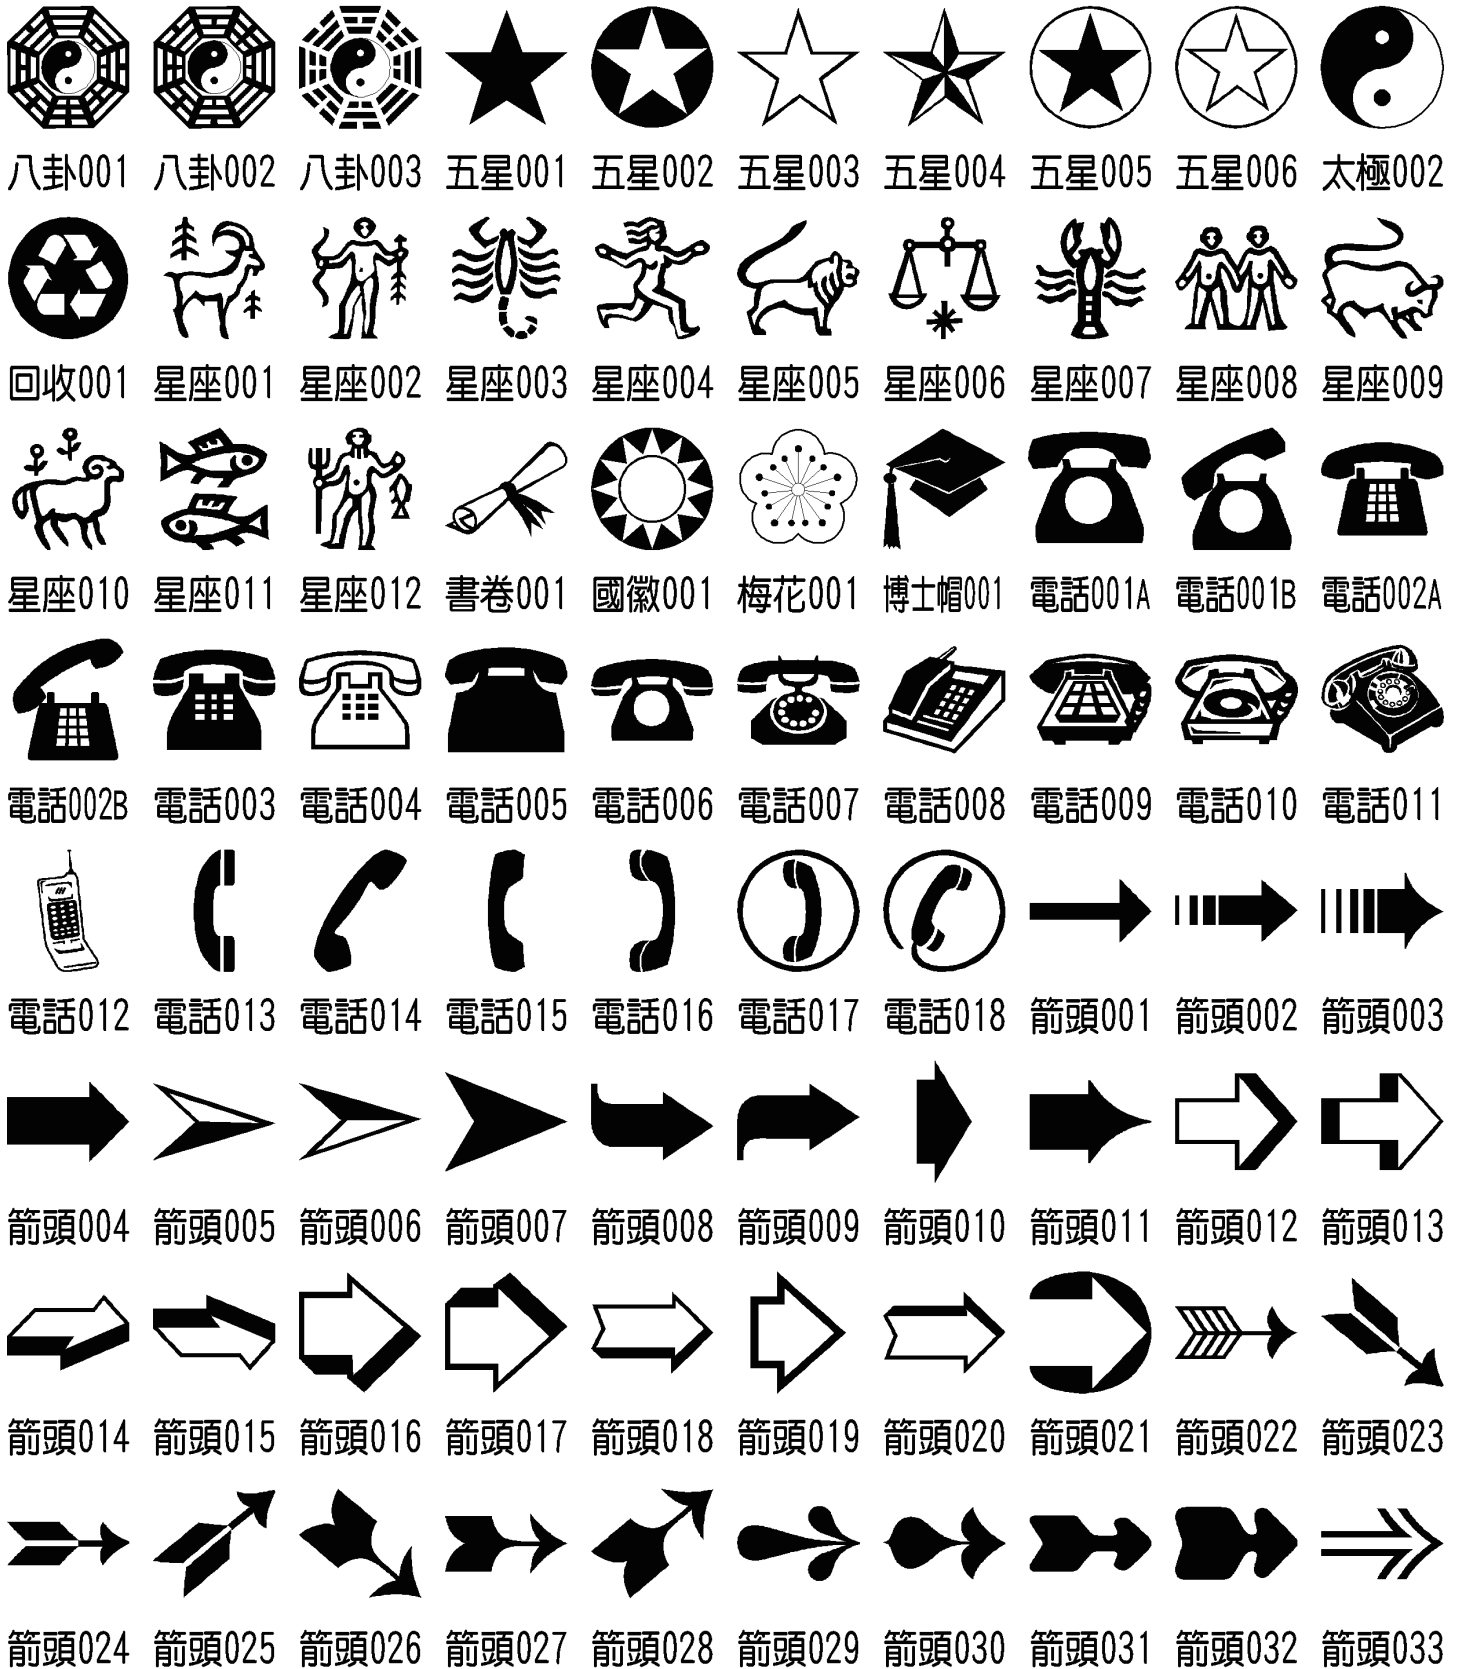 八卦001 八卦002 八卦003 五星001 五星002 五星003 五星004 五星005 五星006 太極002
回收001 星座001 星座002 星座003 星座004 星座005 星座006 星座007 星座008 星座009
星座010 星座011 星座012 書卷001 國徽001 梅花001 博士帽001 電話001A 電話001B 電話002A
電話002B 電話003 電話004 電話005 電話006 電話007 電話008 電話009 電話010 電話011
電話012 電話013 電話014 電話015 電話016 電話017 電話018 箭頭001 箭頭002 箭頭003
箭頭004 箭頭005 箭頭006 箭頭007 箭頭008 箭頭009 箭頭010 箭頭011 箭頭012 箭頭013
箭頭014 箭頭015 箭頭016 箭頭017 箭頭018 箭頭019 箭頭020 箭頭021 箭頭022 箭頭023
箭頭024 箭頭025 箭頭026 箭頭027 箭頭028 箭頭029 箭頭030 箭頭031 箭頭032 箭頭033